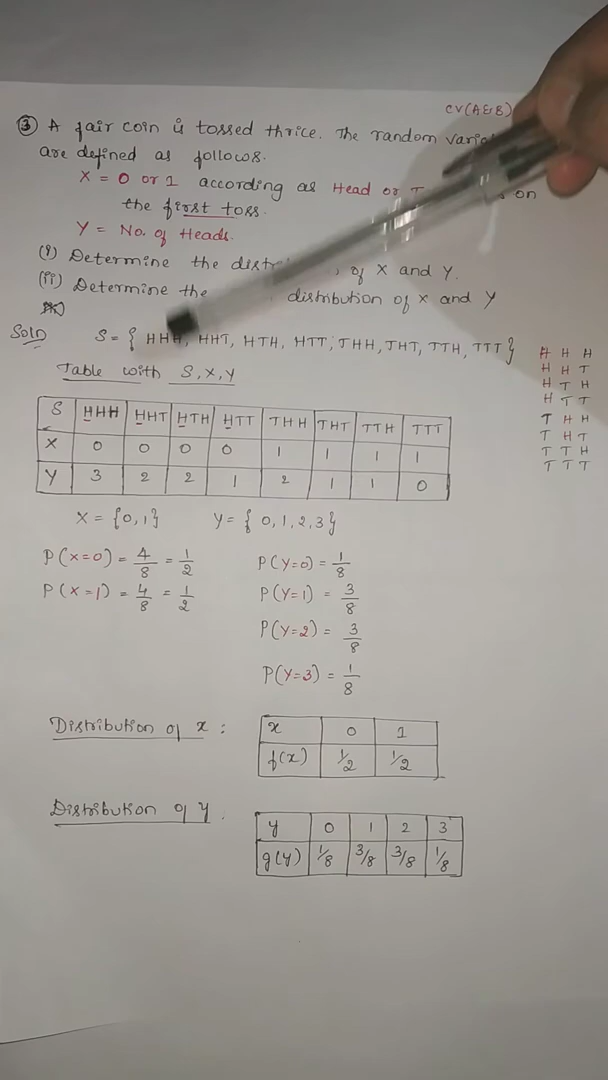 CV(A&B)
③ A fair coin is tossed thrice. The random
are defined as follows.
X = 0 or 1 according as Head or on
the first toss.
Y = No. of Heads.
(i) Determine the of X and Y.
(ii) Determine the distribution of X and Y
Soln S = { HHH, HHT, HTH, HTT, THH, THT, TTH, TTT }
H H H
H H T
H T H
H T T
T H H
T H T
T T H
T T T
Table with S, X, Y
S HHH HHT HTH HTT THH THT TTH TTT
X 0 0 0 0 1 1 1 1
Y 3 2 2 1 2 1 1 0
X = {0,1} Y = { 0, 1, 2, 3 }
P(X=0) = 4/8 = 1/2 P(Y=0) = 1/8
P(X=1) = 4/8 = 1/2 P(Y=1) = 3/8
P(Y=2) = 3/8
P(Y=3) = 1/8
Distribution of x :
x 0 1
f(x) 1/2 1/2
Distribution of y :
y 0 1 2 3
g(y) 1/8 3/8 3/8 1/8